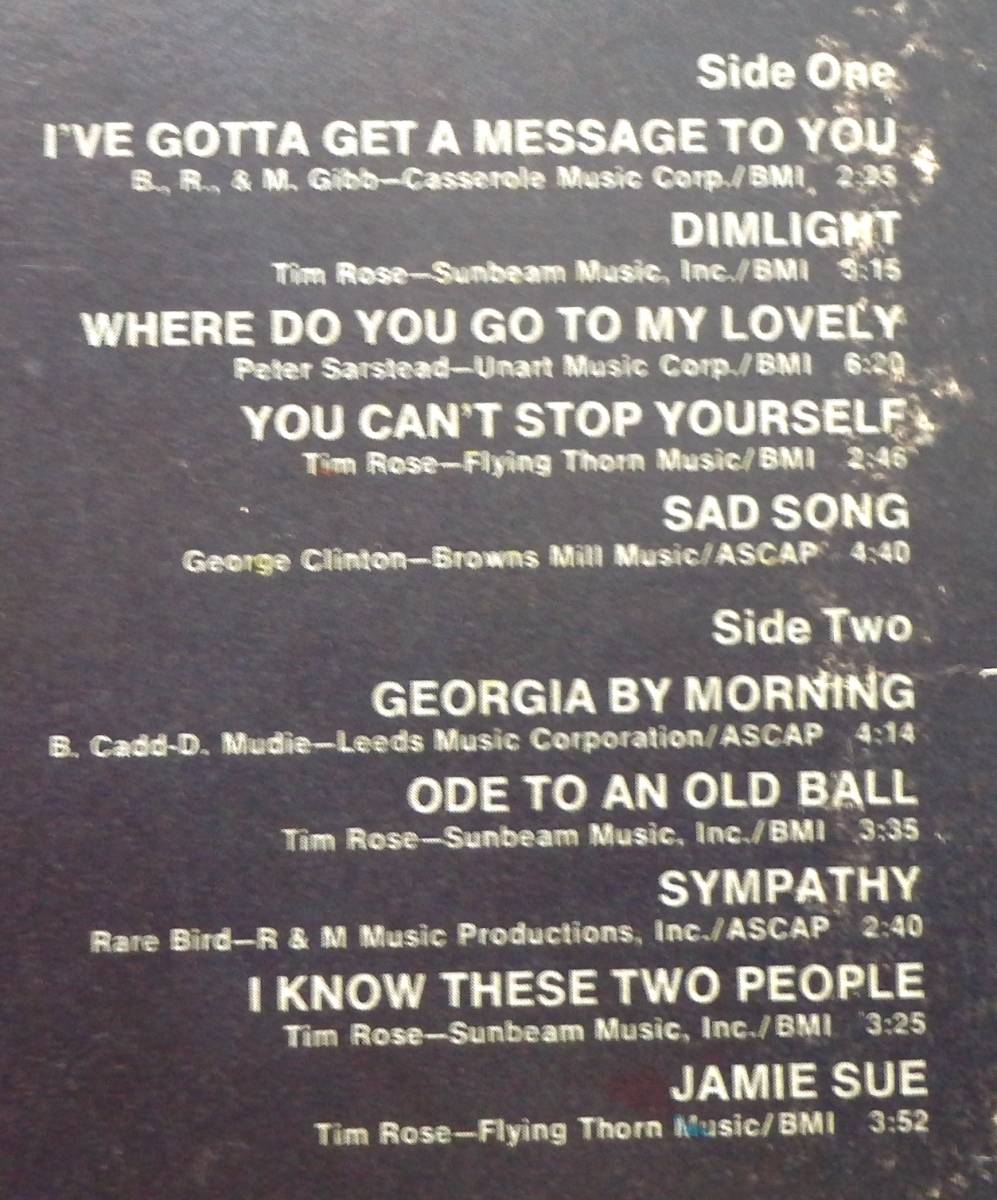 Side One
I'VE GOTTA GET A MESSAGE TO YOU
B., R., & M. Gibb—Casserole Music Corp./BMI
DIMLIGHT
Tim Rose—Sunbeam Music, Inc./BMI 3:15
WHERE DO YOU GO TO MY LOVELY
Peter Sarstead—Unart Music Corp./BMI 6:20
YOU CAN'T STOP YOURSELF
Tim Rose—Flying Thorn Music/BMI 2:46
SAD SONG
George Clinton—Browns Mill Music/ASCAP 4:40
Side Two
GEORGIA BY MORNING
B. Cadd-D. Mudie—Leeds Music Corporation/ASCAP 4:14
ODE TO AN OLD BALL
Tim Rose—Sunbeam Music, Inc./BMI 3:35
SYMPATHY
Rare Bird—R & M Music Productions, Inc./ASCAP 2:40
I KNOW THESE TWO PEOPLE
Tim Rose—Sunbeam Music, Inc./BMI 3:25
JAMIE SUE
Tim Rose—Flying Thorn Music/BMI 3:52